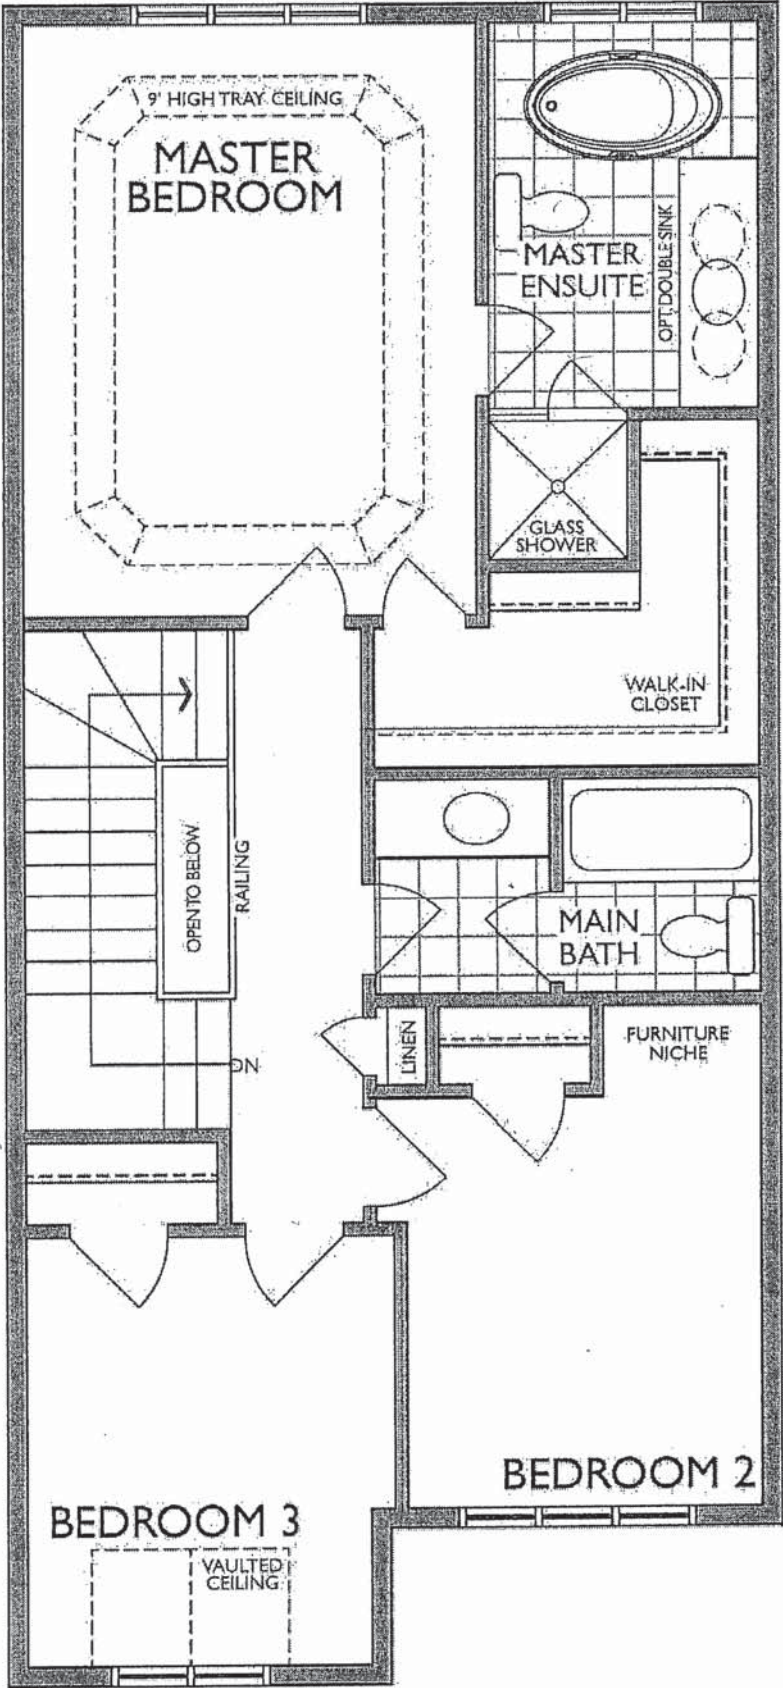 9' HIGH TRAY CEILING
MASTER
BEDROOM
MASTER
ENSUITE
OPT. DOUBLE SINK
GLASS
SHOWER
WALK-IN
CLOSET
OPEN TO BELOW
RAILING
MAIN
BATH
LINEN
FURNITURE
NICHE
DN
BEDROOM 2
BEDROOM 3
VAULTED
CEILING